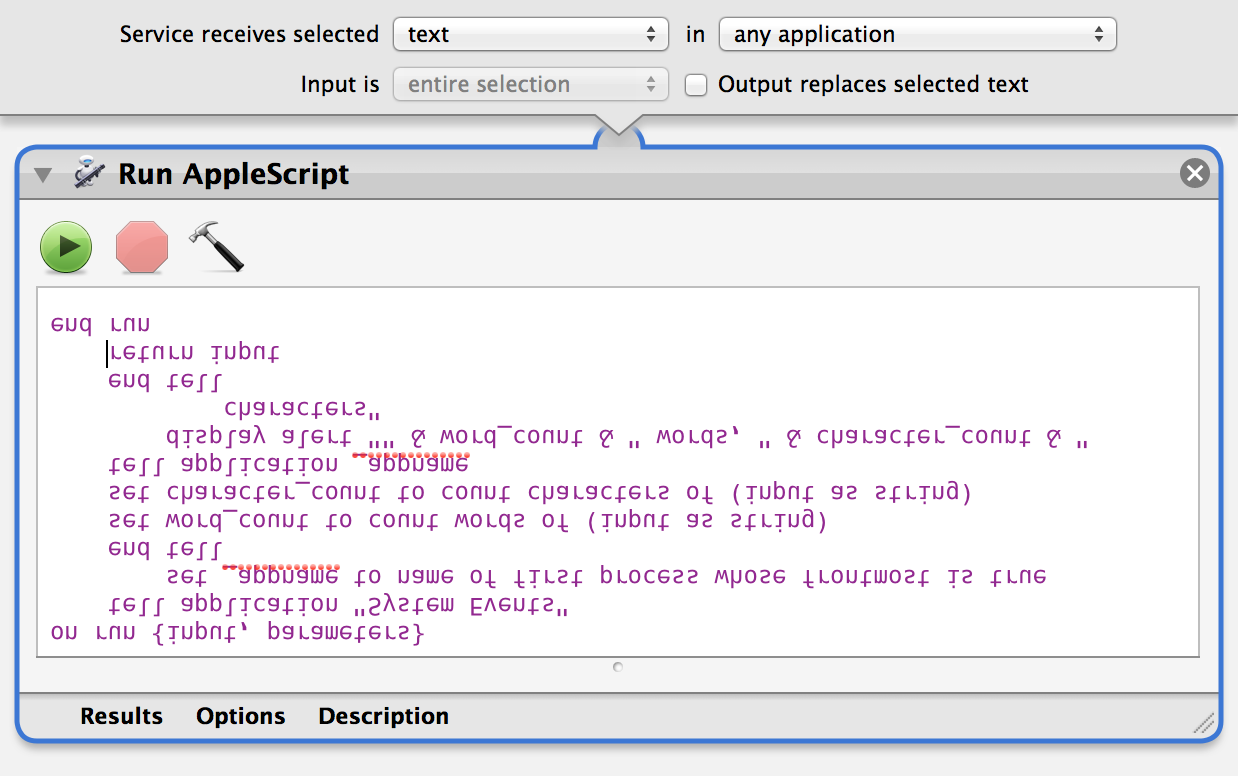 Service receives selected text in any application
Input is entire selection Output replaces selected text
Run AppleScript
on run {input, parameters}
tell application "System Events"
set _appname to name of first process whose frontmost is true
end tell
set word_count to count words of (input as string)
set character_count to count characters of (input as string)
tell application _appname
display alert "" & word_count & " words, " & character_count & "
characters"
end tell
return input
end run
Results Options Description